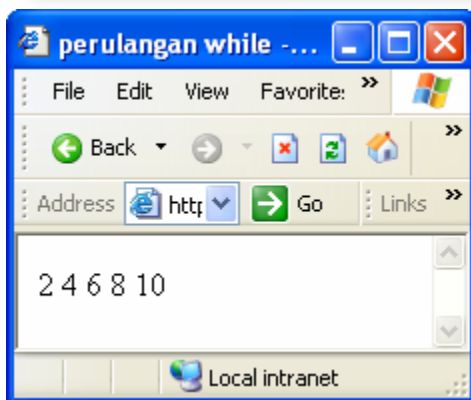 perulangan while -...
File Edit View Favorite: »
Back »
Address http Go Links »
2 4 6 8 10
Local intranet